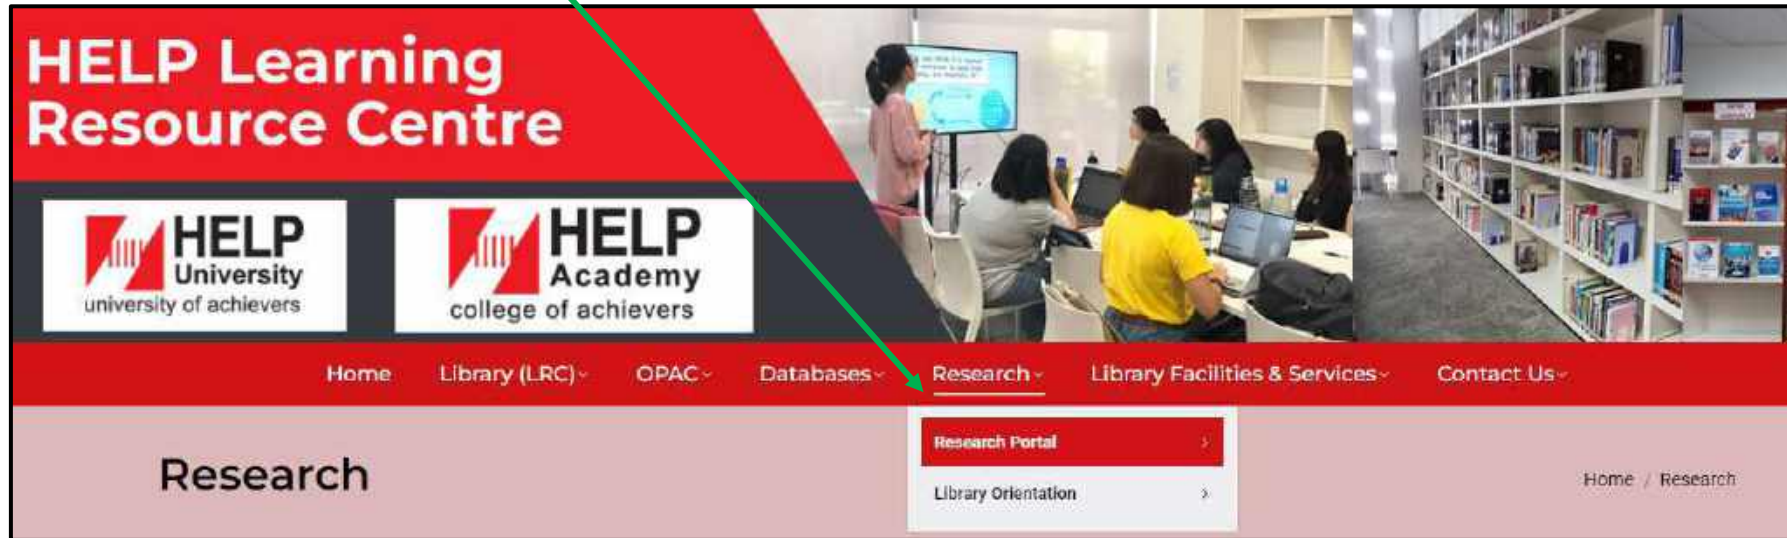 HELP Learning
Resource Centre
HELP
University
university of achievers
HELP
Academy
college of achievers
Home Library (LRC) OPAC Databases Research Library Facilities & Services Contact Us
Research Portal
Library Orientation
Research
Home / Research